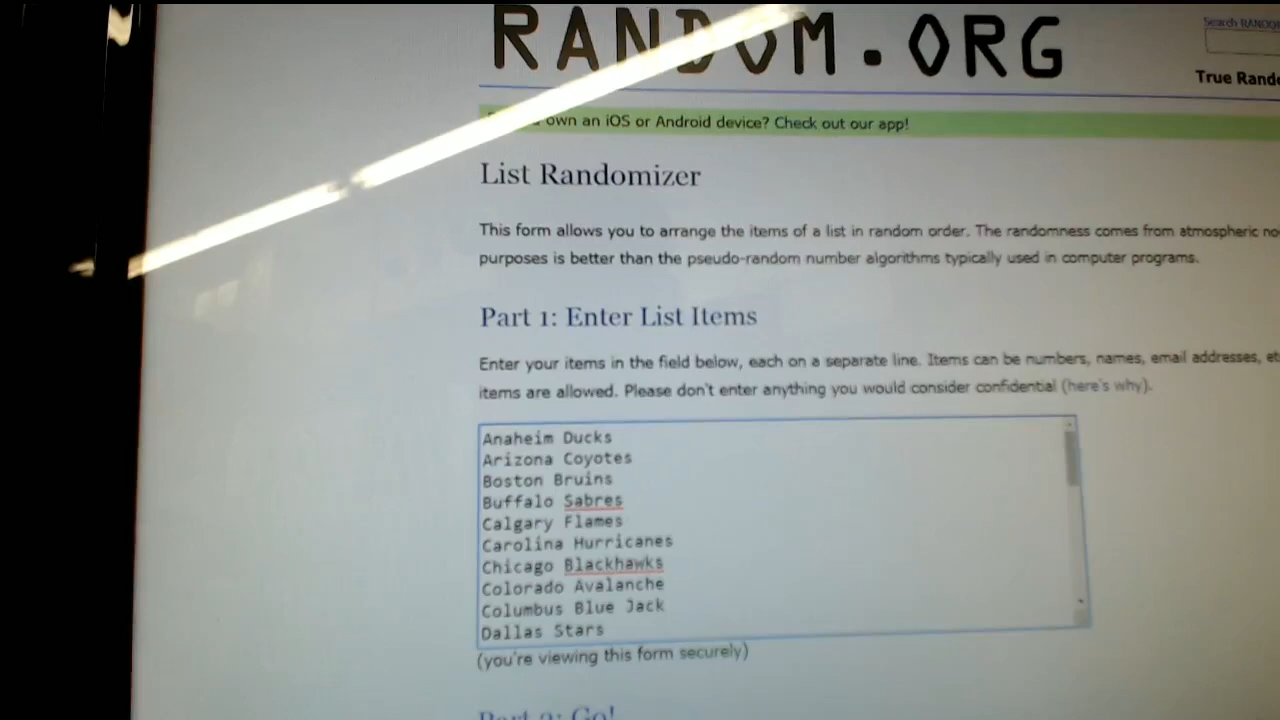 RANDOM.ORG
Search RANDO
True Rando
own an iOS or Android device? Check out our app!
List Randomizer
This form allows you to arrange the items of a list in random order. The randomness comes from atmospheric no
purposes is better than the pseudo-random number algorithms typically used in computer programs.
Part 1: Enter List Items
Enter your items in the field below, each on a separate line. Items can be numbers, names, email addresses, et
items are allowed. Please don't enter anything you would consider confidential (here's why).
Anaheim Ducks
Arizona Coyotes
Boston Bruins
Buffalo Sabres
Calgary Flames
Carolina Hurricanes
Chicago Blackhawks
Colorado Avalanche
Columbus Blue Jack
Dallas Stars
(you're viewing this form securely)
Part 2: Go!